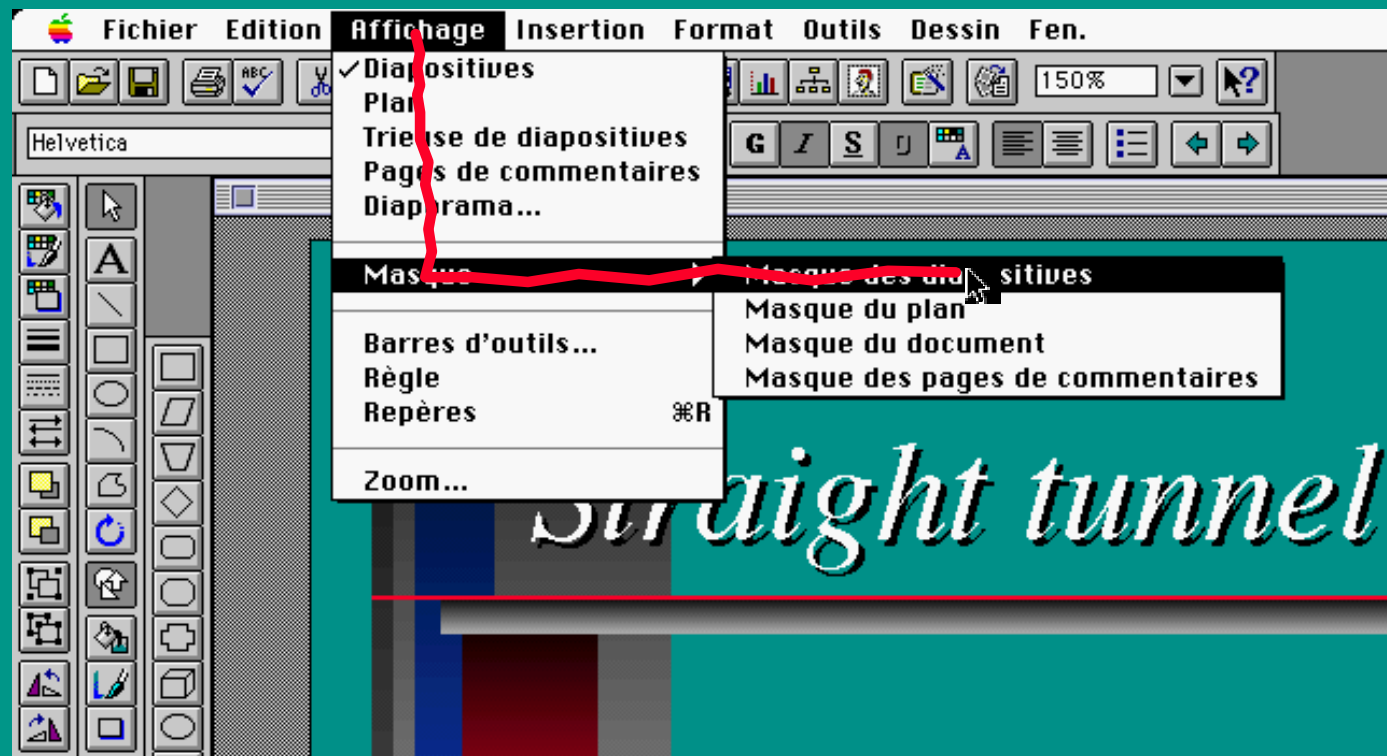 Fichier Edition Affichage Insertion Format Outils Dessin Fen.
ABC
150%
?
Helvetica
G I S
A
Diapositives
Plan
Trieuse de diapositives
Pages de commentaires
Diaporama...
Masque
Masque des diapositives
Masque du plan
Masque du document
Masque des pages de commentaires
Barres d'outils...
Règle
Repères ⌘R
Zoom...
A
Straight tunnel